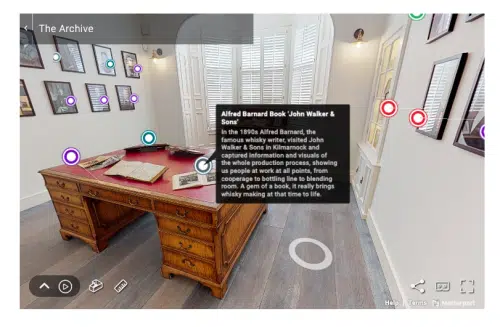 The Archive
Alfred Barnard Book 'John Walker &
Sons'
In the 1890s Alfred Barnard, the
famous whisky writer, visited John
Walker & Sons in Kilmarnock and
captured information and visuals of
the whole production process, showing
us people at work at all points, from
cooperage to bottling line to blending
room. A gem of a book, it really brings
whisky making at that time to life.
Help | Terms | By Matterport